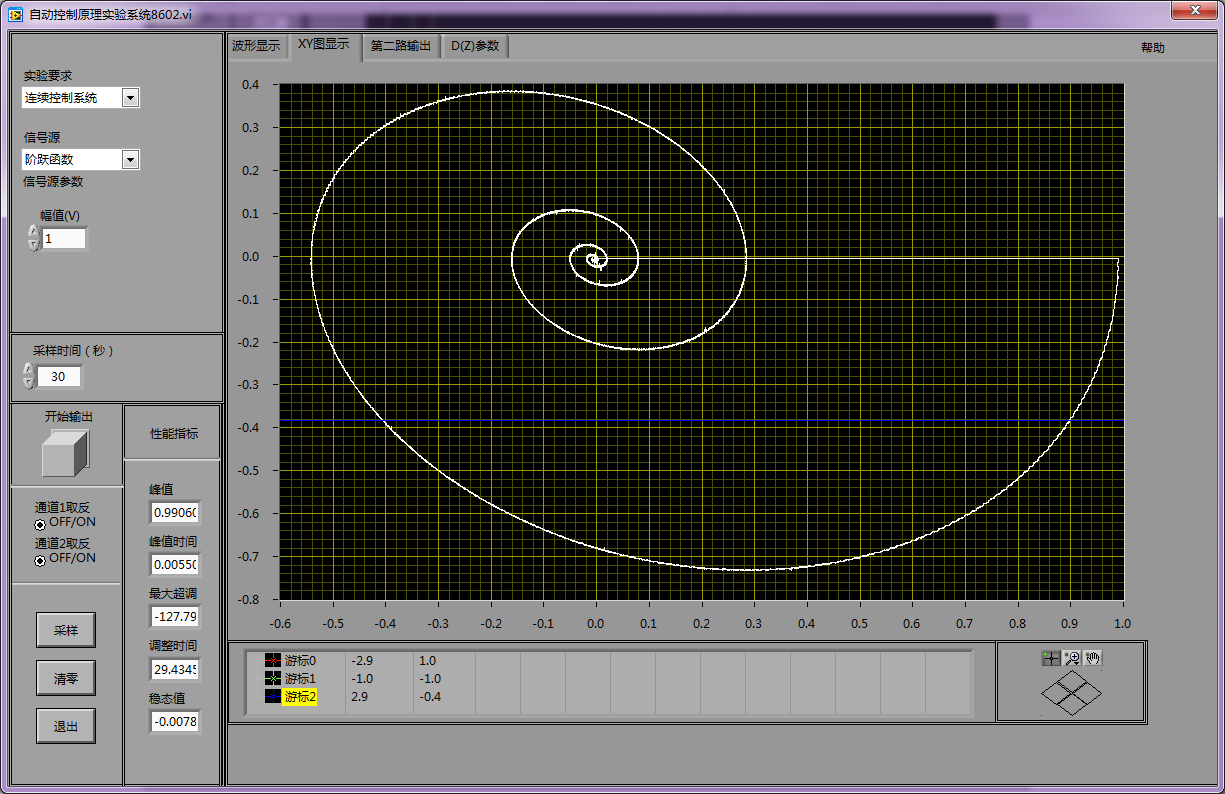 自动控制原理实验系统8602.vi
波形显示 XY图显示 第二路输出 D(Z)参数 帮助
实验要求
连续控制系统
信号源
阶跃函数
信号源参数
幅值(V)
1
采样时间（秒）
30
开始输出
通道1取反
OFF/ON
通道2取反
OFF/ON
采样
清零
退出
性能指标
峰值
0.9906
峰值时间
0.0055
最大超调
-127.79
调整时间
29.4345
稳态值
-0.0078
0.4
0.3
0.2
0.1
0.0
-0.1
-0.2
-0.3
-0.4
-0.5
-0.6
-0.7
-0.8
-0.6 -0.5 -0.4 -0.3 -0.2 -0.1 0.0 0.1 0.2 0.3 0.4 0.5 0.6 0.7 0.8 0.9 1.0
游标0 -2.9 1.0
游标1 -1.0 -1.0
游标2 2.9 -0.4